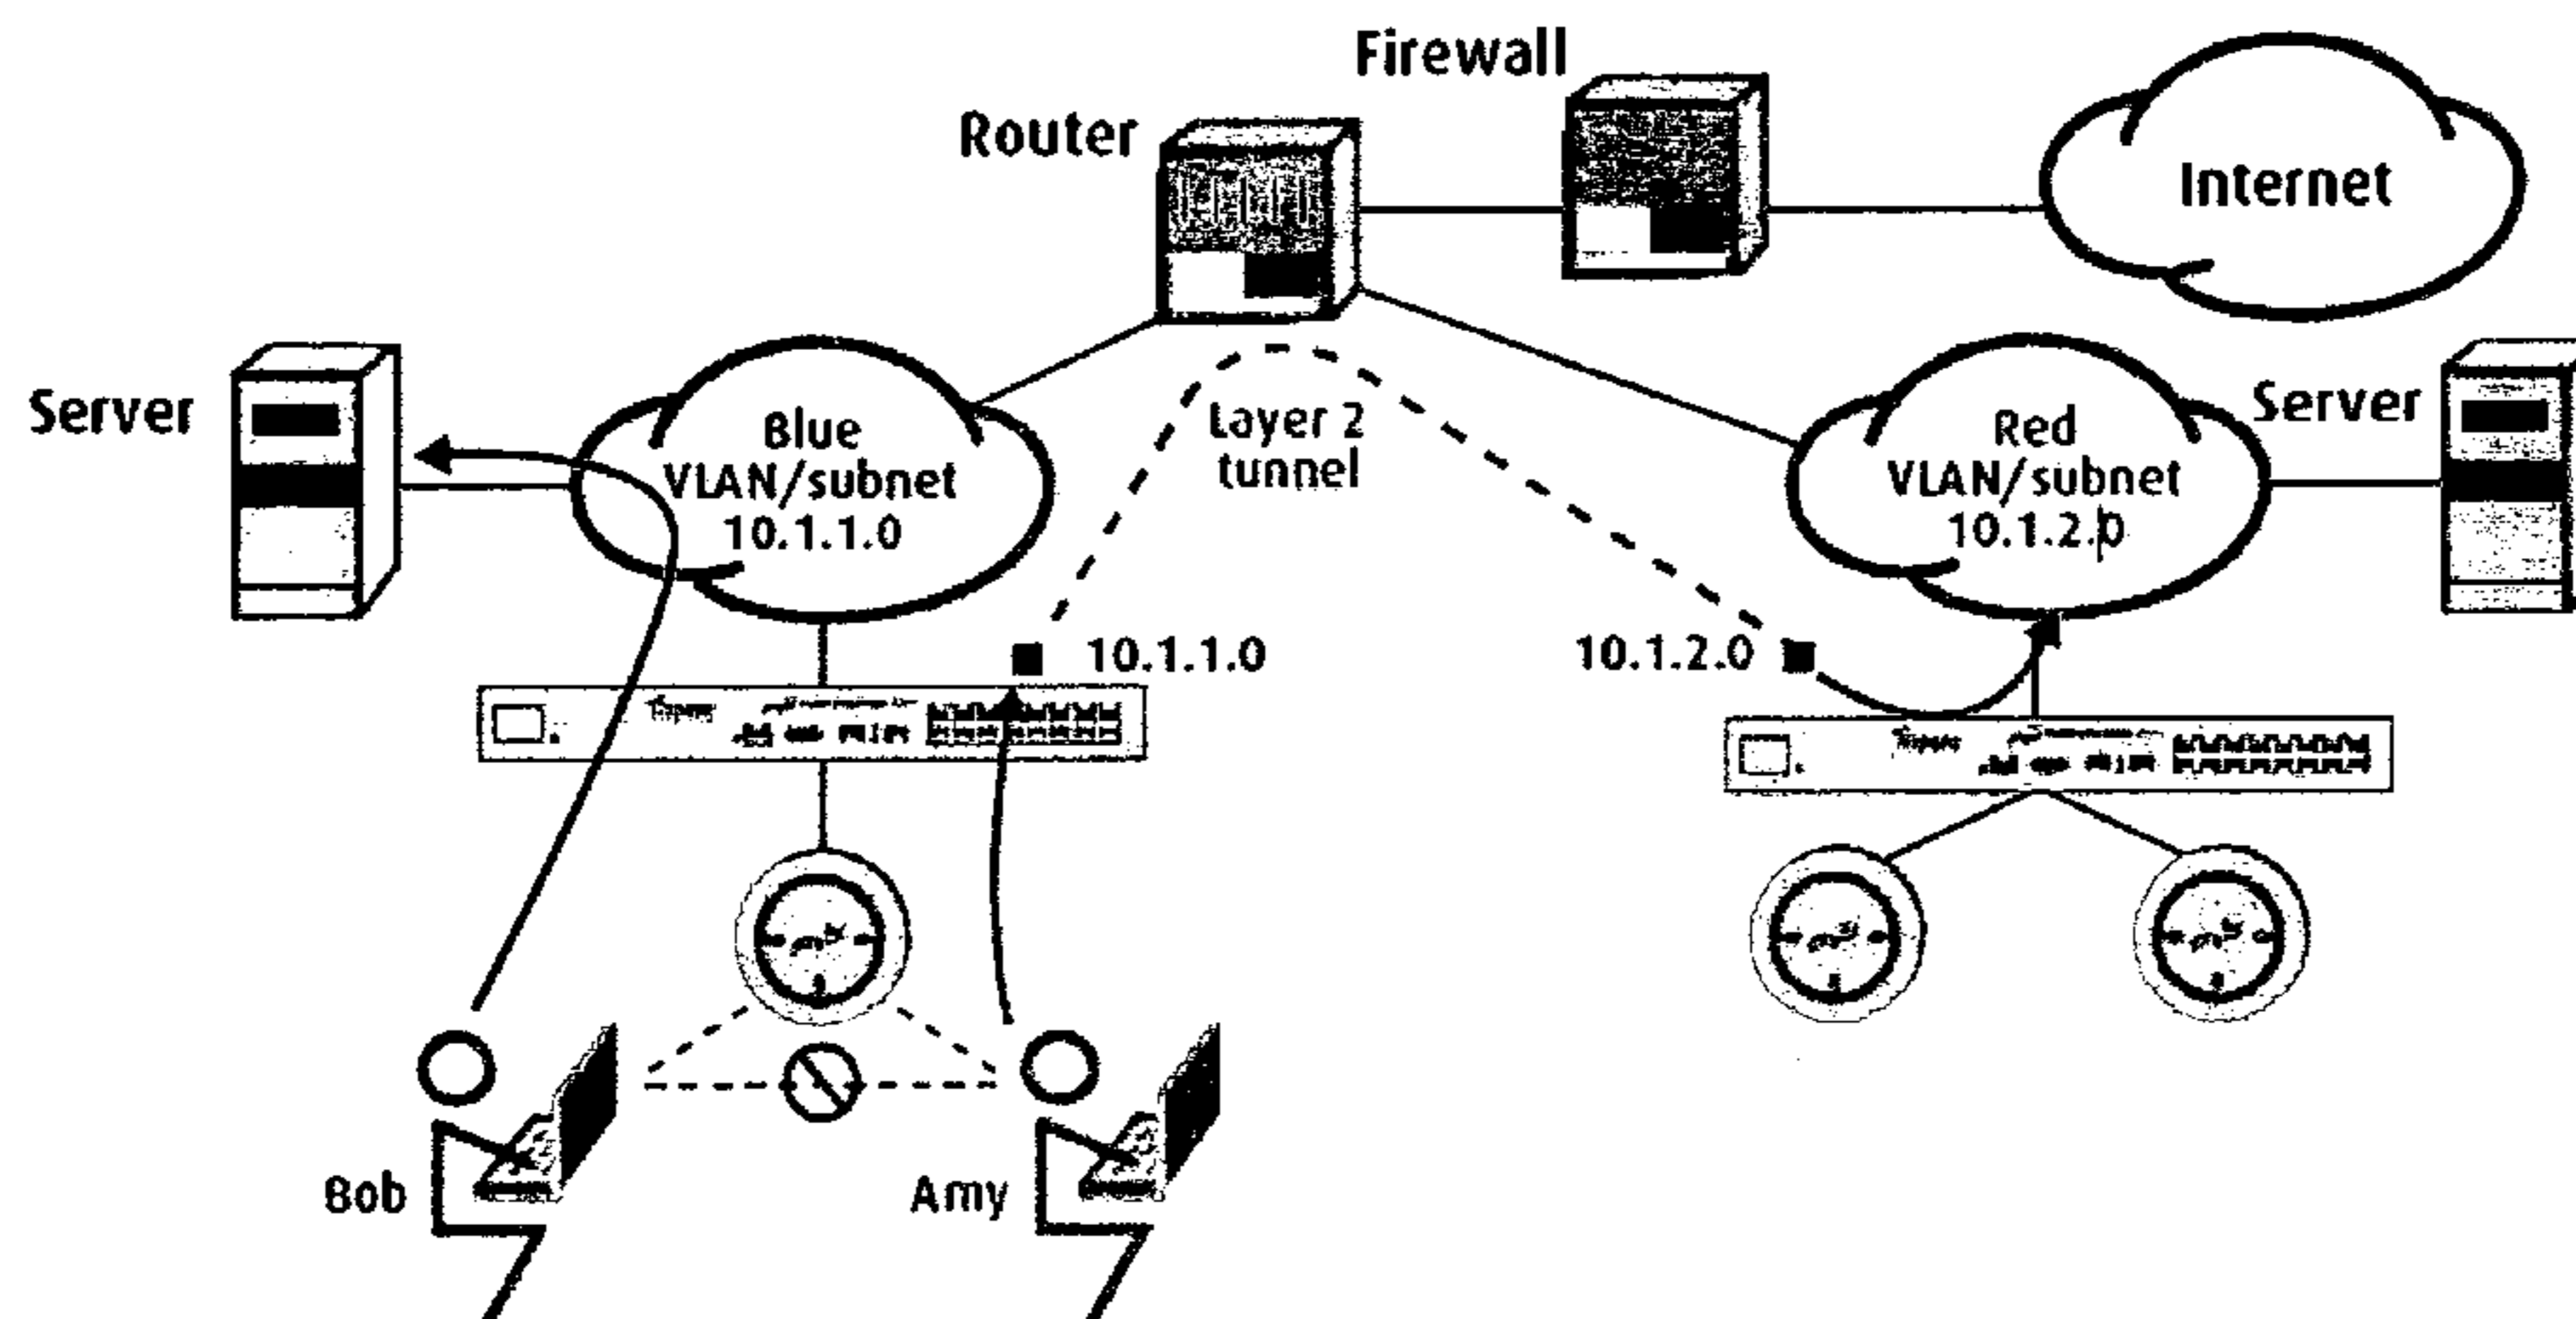 Firewall
Router
Internet
Server
Blue
VLAN/subnet
10.1.1.0
Layer 2
tunnel
Red
VLAN/subnet
10.1.2.0
Server
10.1.1.0
10.1.2.0
Bob
Amy